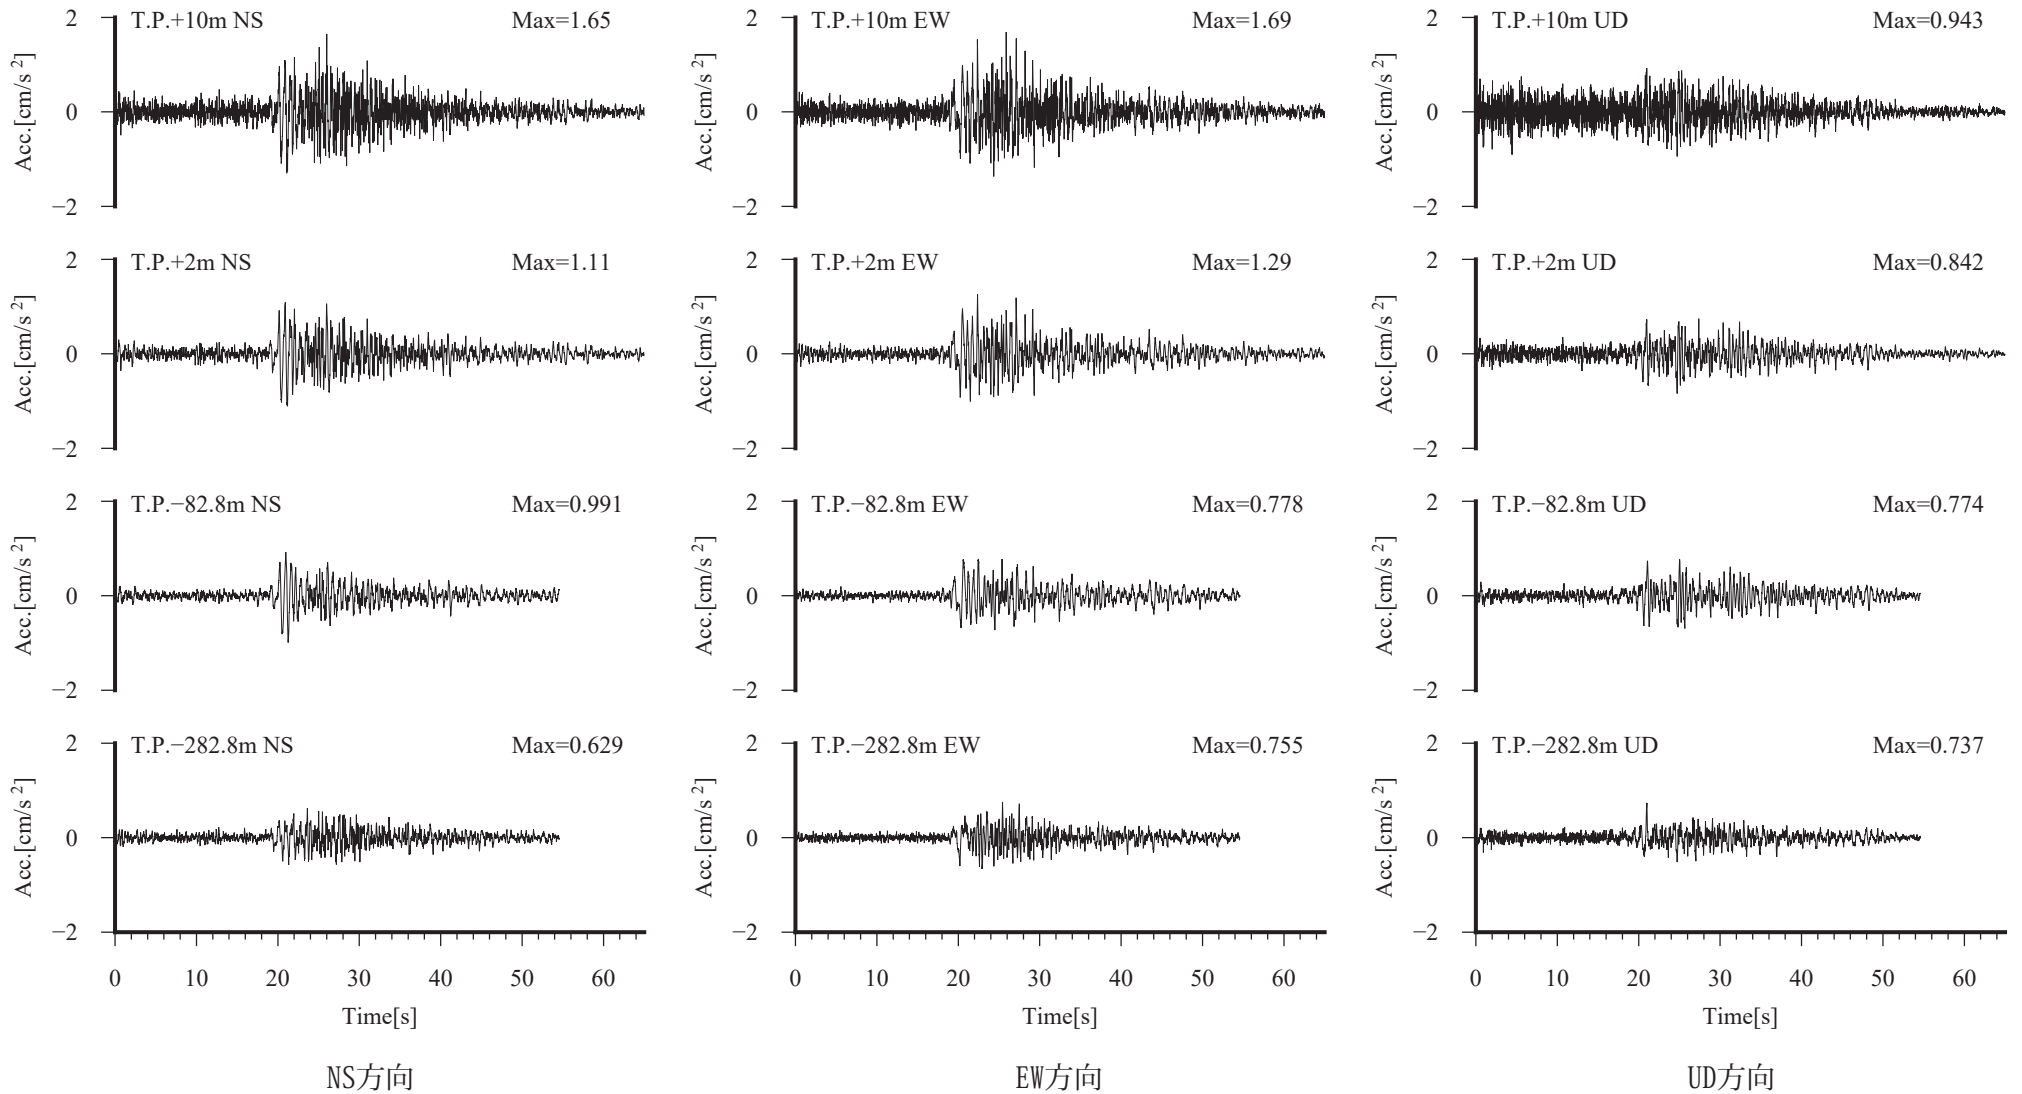 T.P.+10m NS Max=1.65
2
0
−2
Acc.[cm/s²]
T.P.+2m NS Max=1.11
2
0
−2
Acc.[cm/s²]
T.P.−82.8m NS Max=0.991
2
0
−2
Acc.[cm/s²]
T.P.−282.8m NS Max=0.629
2
0
−2
Acc.[cm/s²]
0 10 20 30 40 50 60
Time[s]
NS方向
T.P.+10m EW Max=1.69
2
0
−2
Acc.[cm/s²]
T.P.+2m EW Max=1.29
2
0
−2
Acc.[cm/s²]
T.P.−82.8m EW Max=0.778
2
0
−2
Acc.[cm/s²]
T.P.−282.8m EW Max=0.755
2
0
−2
Acc.[cm/s²]
0 10 20 30 40 50 60
Time[s]
EW方向
T.P.+10m UD Max=0.943
2
0
−2
Acc.[cm/s²]
T.P.+2m UD Max=0.842
2
0
−2
Acc.[cm/s²]
T.P.−82.8m UD Max=0.774
2
0
−2
Acc.[cm/s²]
T.P.−282.8m UD Max=0.737
2
0
−2
Acc.[cm/s²]
0 10 20 30 40 50 60
Time[s]
UD方向